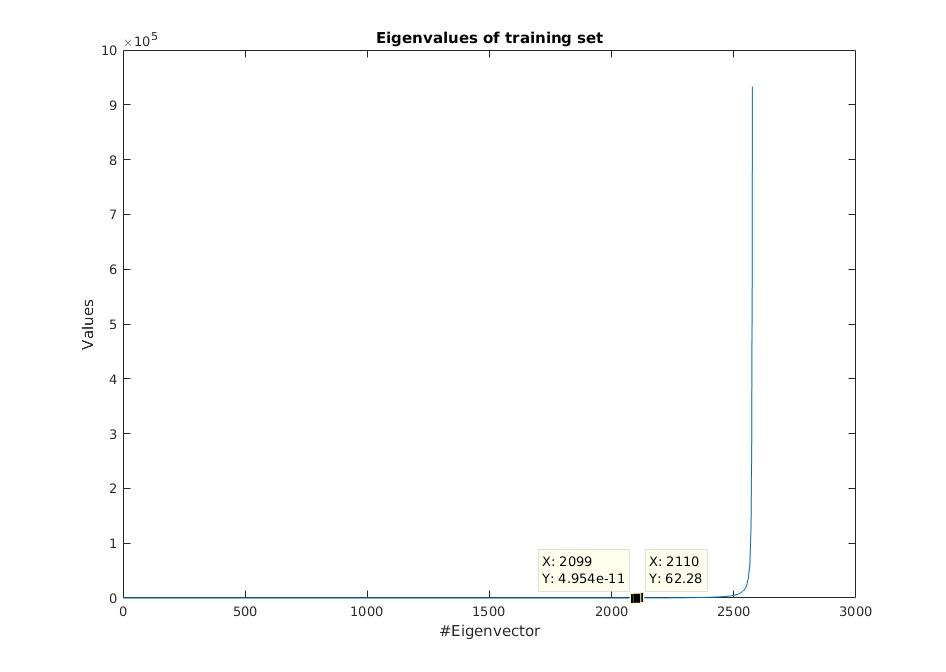 Eigenvalues of training set
×10^5
10
9
8
7
6
5
4
3
2
1
0
Values
X: 2099
Y: 4.954e-11
X: 2110
Y: 62.28
0 500 1000 1500 2000 2500 3000
#Eigenvector